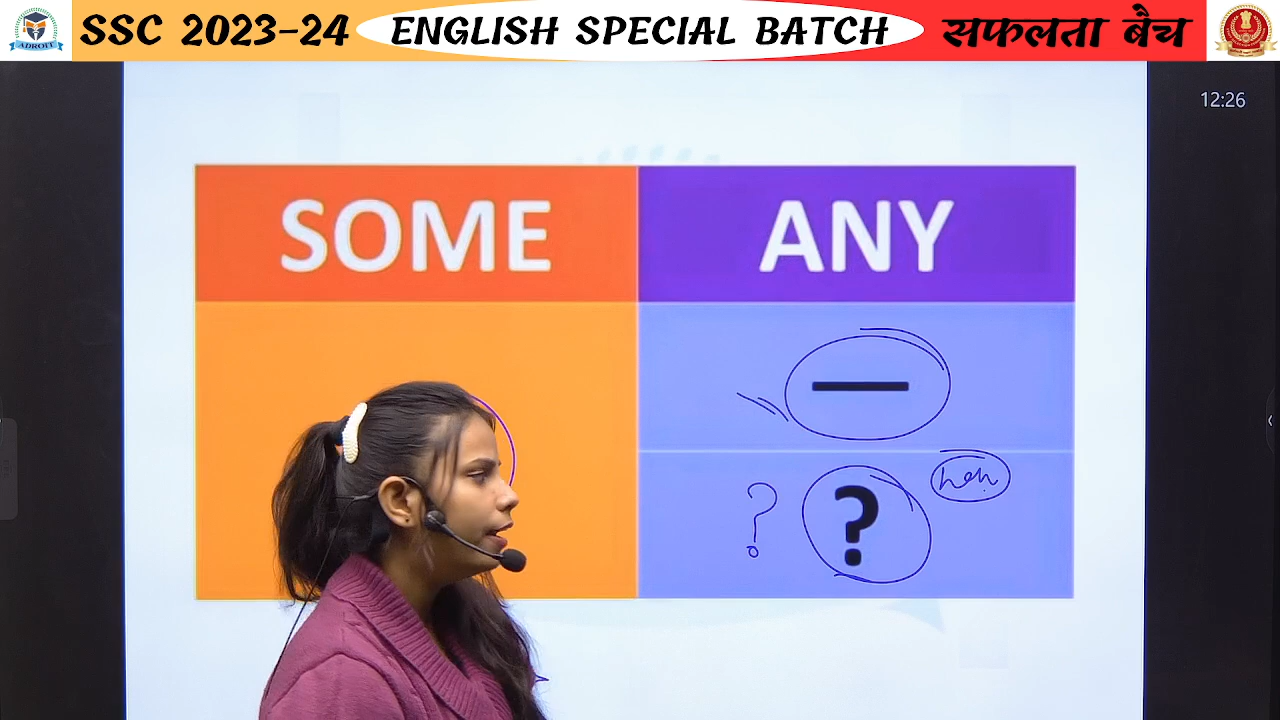 SSC 2023-24 ENGLISH SPECIAL BATCH सफलता बैच
ADROIT
12:26
SOME ANY
—
? ?